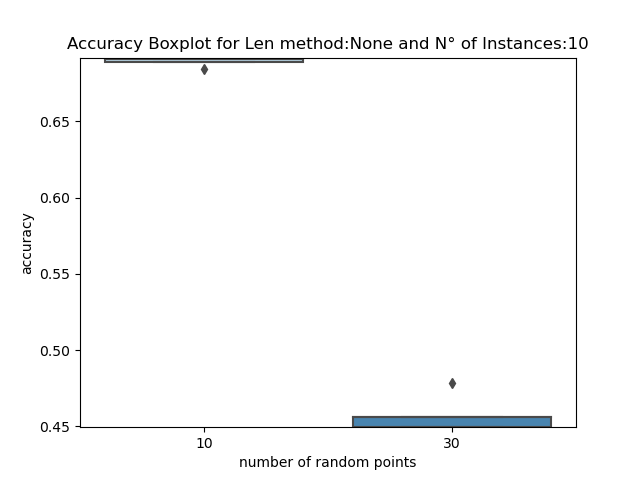 Accuracy Boxplot for Len method:None and N° of Instances:10
0.65
0.60
0.55
0.50
0.45
accuracy
10
30
number of random points